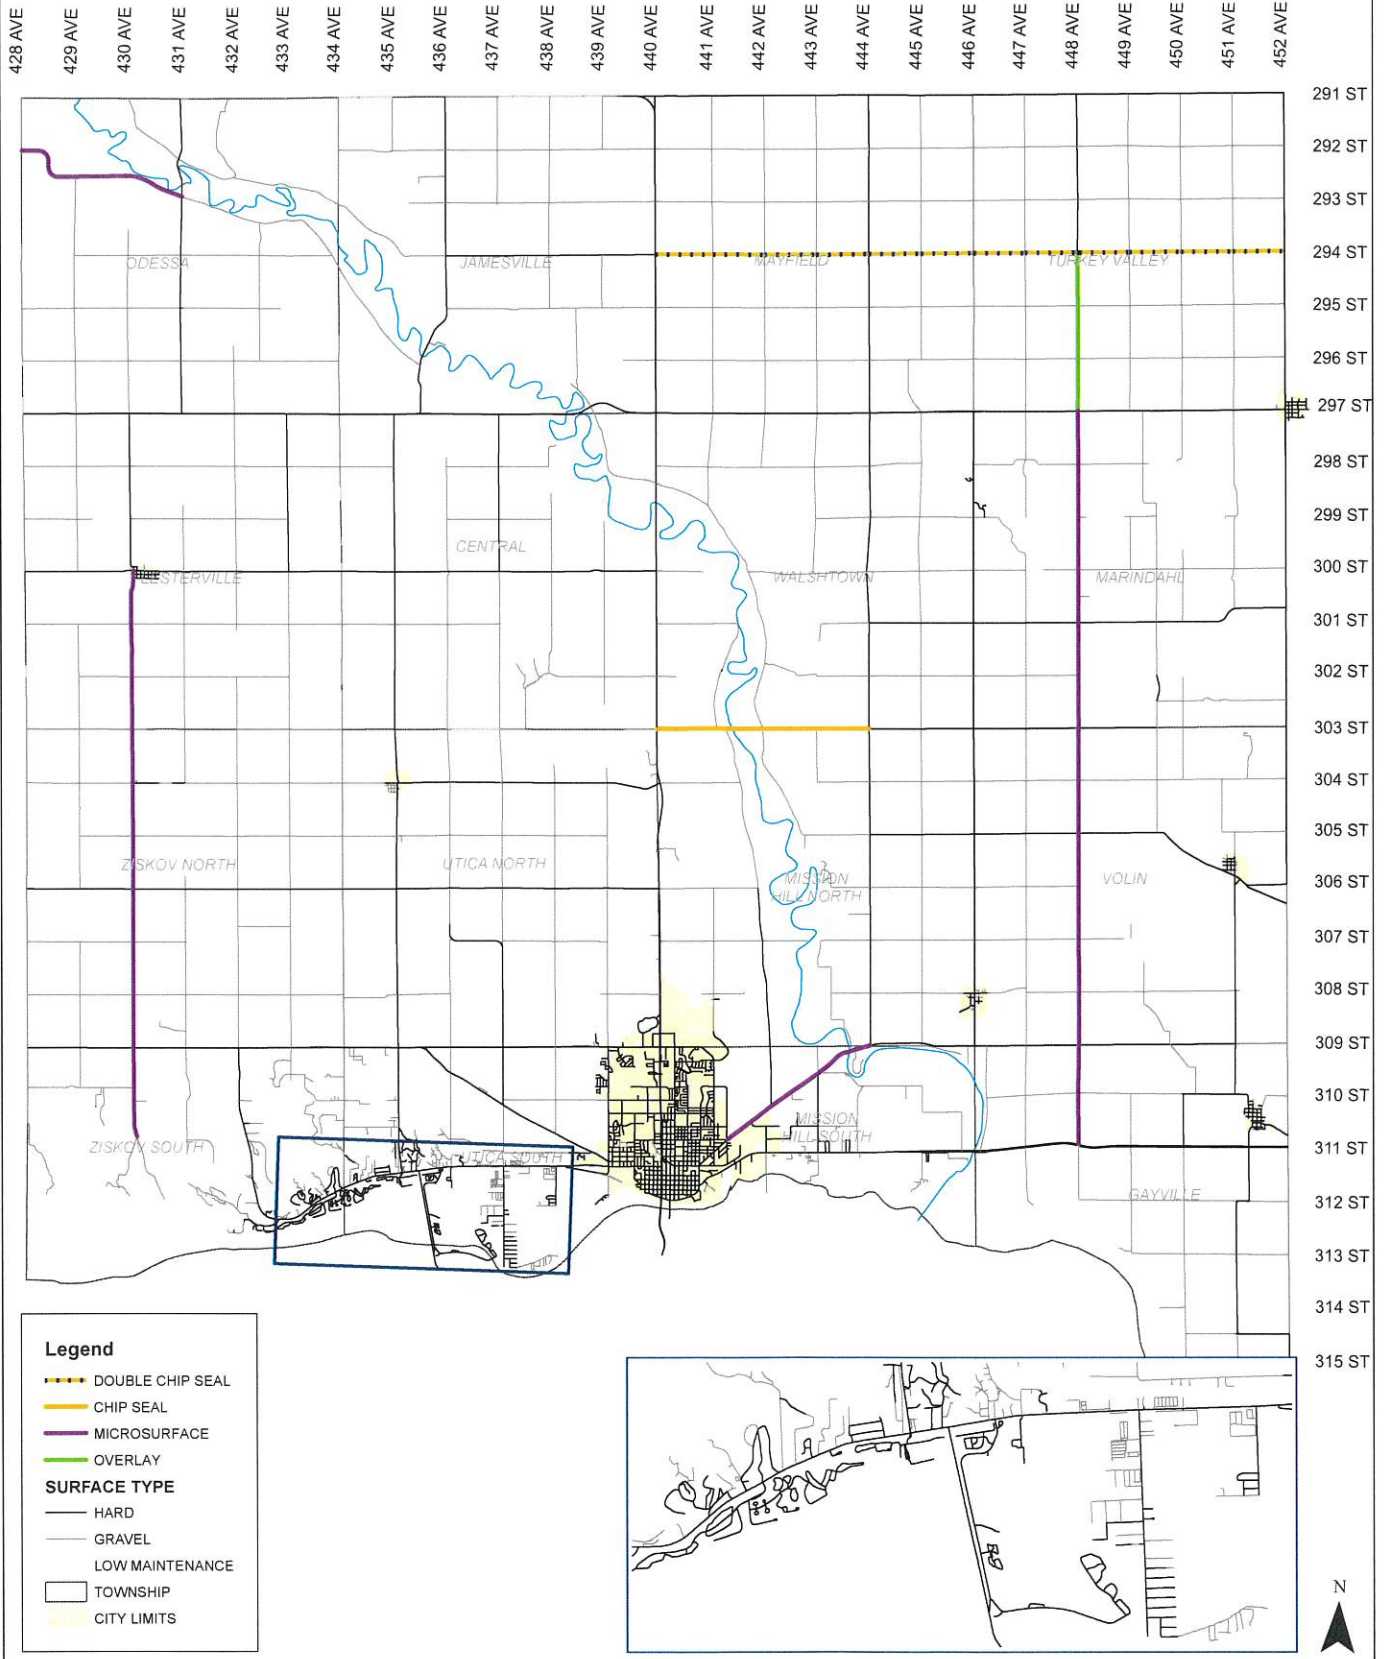 428 AVE
429 AVE
430 AVE
431 AVE
432 AVE
433 AVE
434 AVE
435 AVE
436 AVE
437 AVE
438 AVE
439 AVE
440 AVE
441 AVE
442 AVE
443 AVE
444 AVE
445 AVE
446 AVE
447 AVE
448 AVE
449 AVE
450 AVE
451 AVE
452 AVE
291 ST
292 ST
293 ST
294 ST
ODESSA
JAMESVILLE
MAYFIELD
TURKEY VALLEY
295 ST
296 ST
297 ST
298 ST
299 ST
CENTRAL
300 ST
LESTERVILLE
WALSHTOWN
MARINDAHL
301 ST
302 ST
303 ST
304 ST
305 ST
ZISKOV NORTH
UTICA NORTH
MISSION
HILL NORTH
VOLIN
306 ST
307 ST
308 ST
309 ST
310 ST
MISSION
HILL SOUTH
ZISKOV SOUTH
UTICA SOUTH
311 ST
GAYVILLE
312 ST
313 ST
314 ST
315 ST
Legend
DOUBLE CHIP SEAL
CHIP SEAL
MICROSURFACE
OVERLAY
SURFACE TYPE
HARD
GRAVEL
LOW MAINTENANCE
TOWNSHIP
CITY LIMITS
N